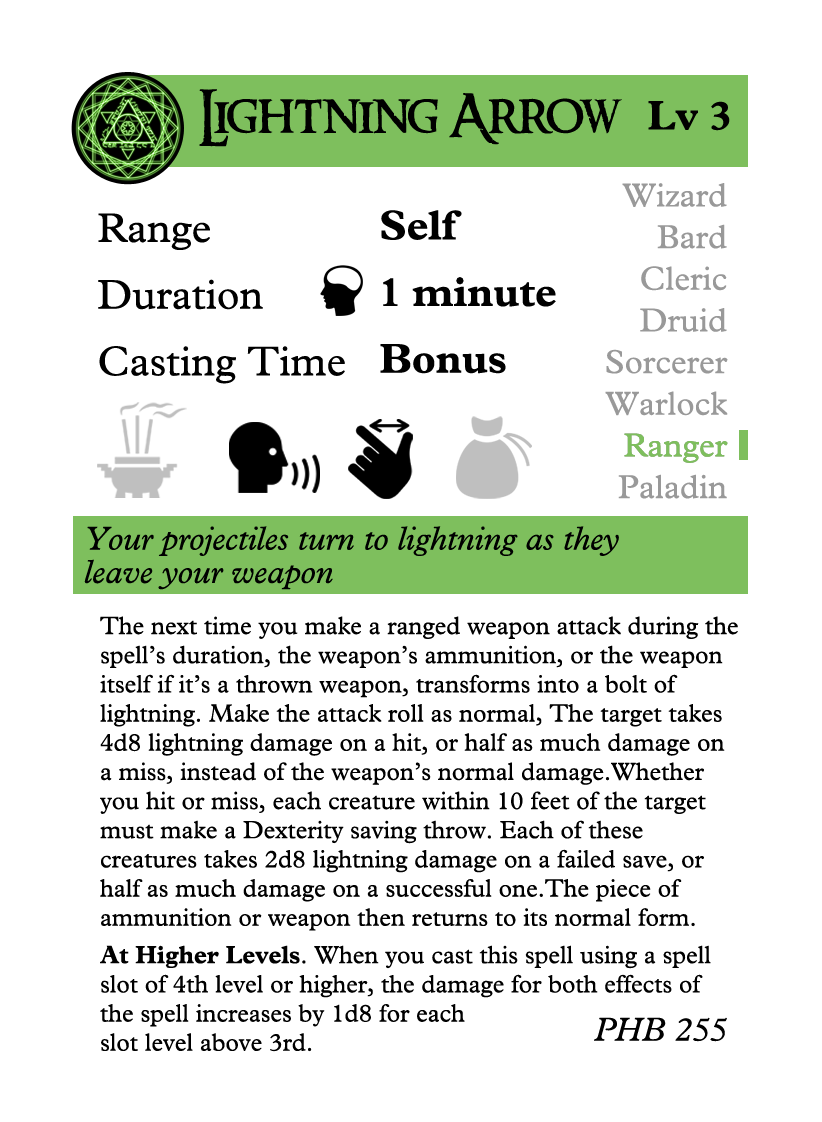 Lightning Arrow Lv 3
Range Self
Duration 1 minute
Casting Time Bonus
Wizard
Bard
Cleric
Druid
Sorcerer
Warlock
Ranger
Paladin
Your projectiles turn to lightning as they
leave your weapon
The next time you make a ranged weapon attack during the
spell’s duration, the weapon’s ammunition, or the weapon
itself if it’s a thrown weapon, transforms into a bolt of
lightning. Make the attack roll as normal, The target takes
4d8 lightning damage on a hit, or half as much damage on
a miss, instead of the weapon’s normal damage.Whether
you hit or miss, each creature within 10 feet of the target
must make a Dexterity saving throw. Each of these
creatures takes 2d8 lightning damage on a failed save, or
half as much damage on a successful one.The piece of
ammunition or weapon then returns to its normal form.
At Higher Levels. When you cast this spell using a spell
slot of 4th level or higher, the damage for both effects of
the spell increases by 1d8 for each
slot level above 3rd.
PHB 255